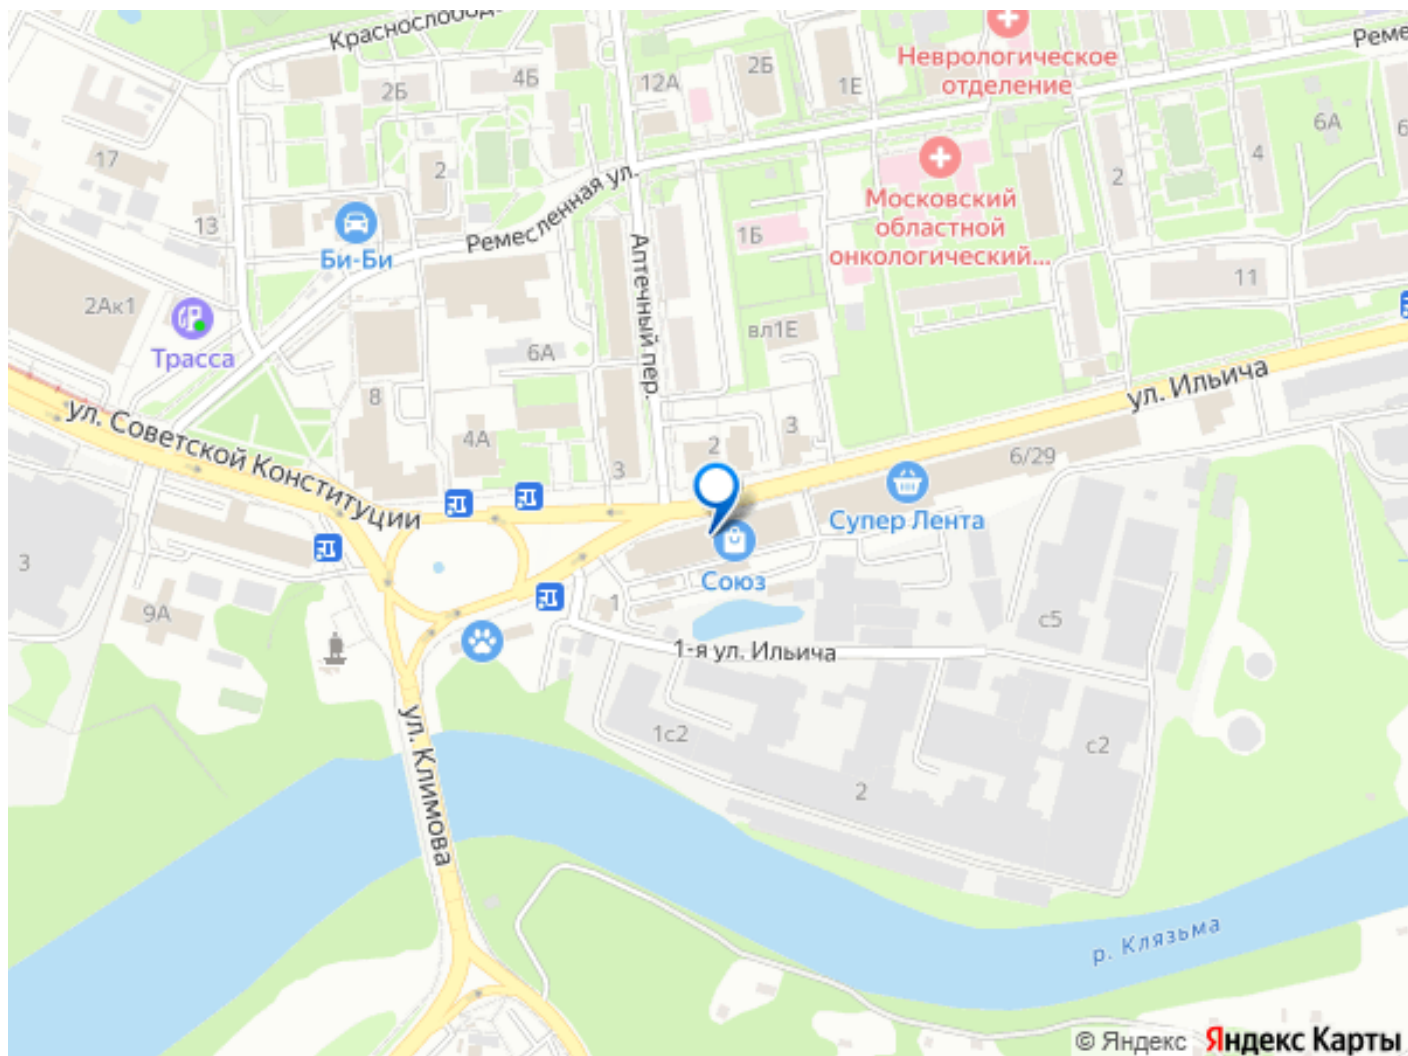 Краснослобод
Реме
Неврологическое
отделение
2Б
4Б
12А
2Б
1Е
6А
6
17
2
4
2
Московский
областной
онкологический...
13
Би-Би
Ремесленная ул.
Аптечный пер.
1Б
11
2Ак1
Трасса
6А
вл1Е
8
ул. Ильича
ул. Советской Конституции
4А
3
2
3
6/29
Супер Лента
Союз
3
9А
1
с5
1-я ул. Ильича
1с2
с2
2
ул. Климова
р. Клязьма
© Яндекс Яндекс Карты